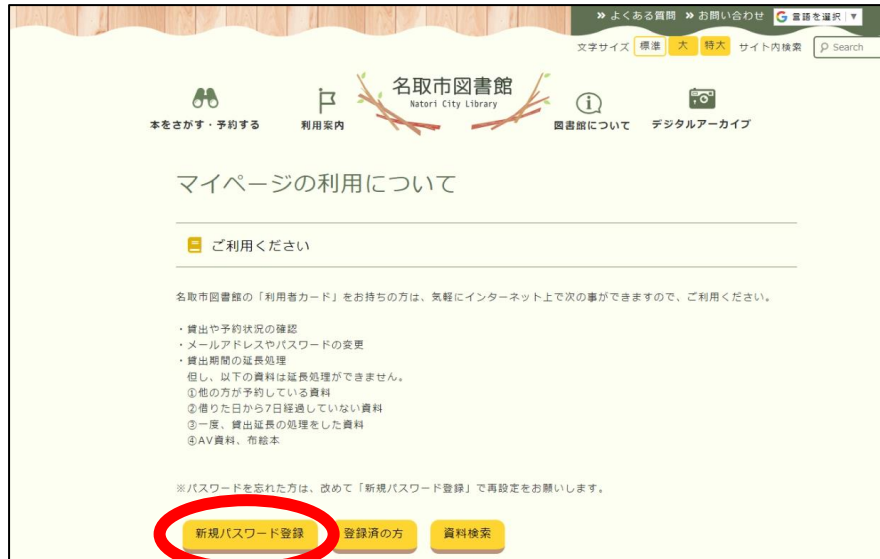 » よくある質問 » お問い合わせ G 言語を選択 ▼
文字サイズ 標準 大 特大 サイト内検索 Search
名取市図書館
Natori City Library
本をさがす・予約する 利用案内 図書館について デジタルアーカイブ
マイページの利用について
ご利用ください
名取市図書館の「利用者カード」をお持ちの方は、気軽にインターネット上で次の事ができますので、ご利用ください。
・貸出や予約状況の確認
・メールアドレスやパスワードの変更
・貸出期間の延長処理
但し、以下の資料は延長処理ができません。
①他の方が予約している資料
②借りた日から7日経過していない資料
③一度、貸出延長の処理をした資料
④AV資料、布絵本
※パスワードを忘れた方は、改めて「新規パスワード登録」で再設定をお願いします。
新規パスワード登録 登録済の方 資料検索